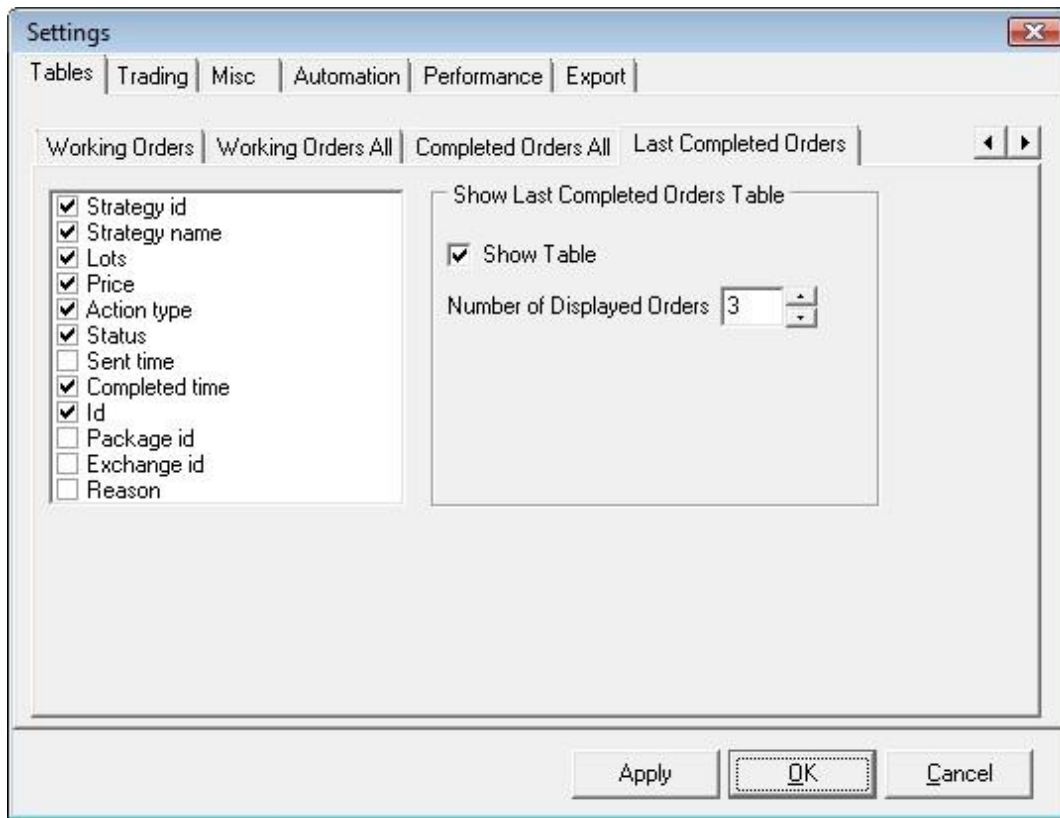 Settings
Tables Trading Misc Automation Performance Export
Working Orders Working Orders All Completed Orders All Last Completed Orders
Strategy id
Strategy name
Lots
Price
Action type
Status
Sent time
Completed time
Id
Package id
Exchange id
Reason
Show Last Completed Orders Table
Show Table
Number of Displayed Orders 3
Apply OK Cancel